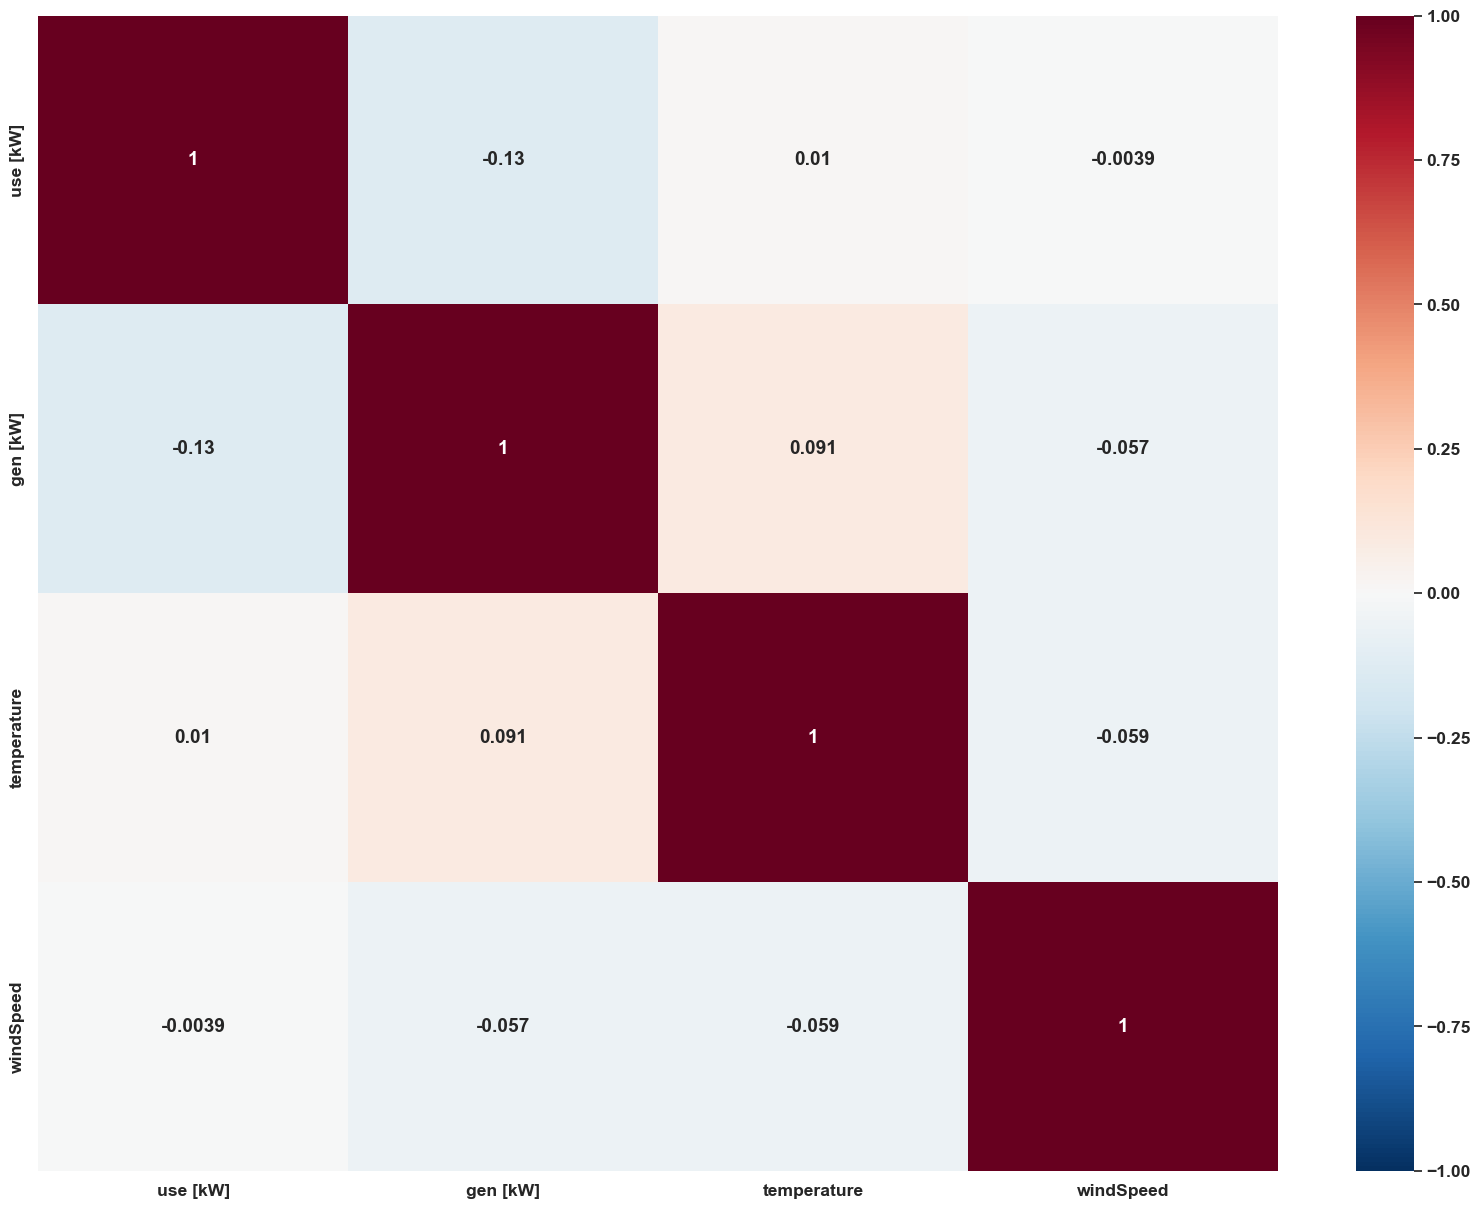 use [kW] 1 -0.13 0.01 -0.0039
gen [kW] -0.13 1 0.091 -0.057
temperature 0.01 0.091 1 -0.059
windSpeed -0.0039 -0.057 -0.059 1
use [kW] gen [kW] temperature windSpeed
1.00
0.75
0.50
0.25
0.00
−0.25
−0.50
−0.75
−1.00